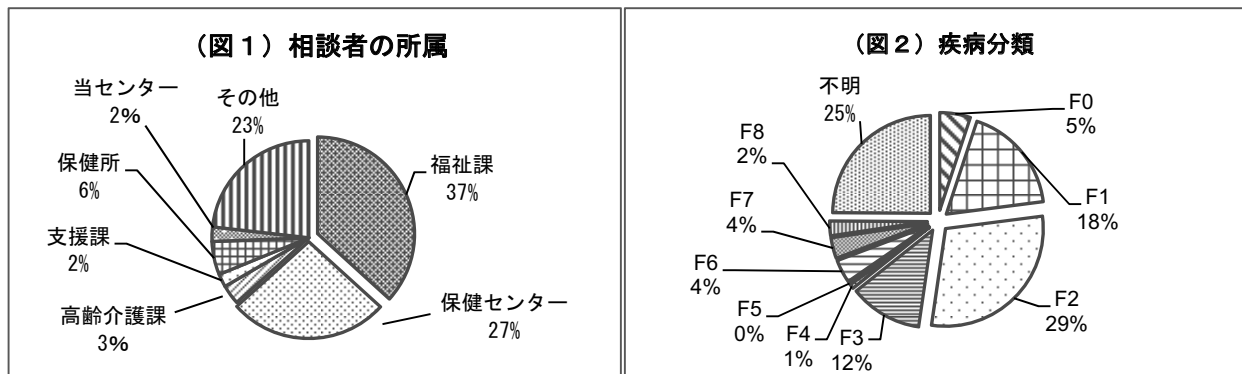 （図１）相談者の所属
当センター
2%
その他
23%
保健所
6%
福祉課
37%
支援課
2%
高齢介護課
3%
保健センター
27%
（図２）疾病分類
不明
25%
F0
5%
F8
2%
F1
18%
F7
4%
F6
4%
F2
29%
F5
0%
F4
1%
F3
12%